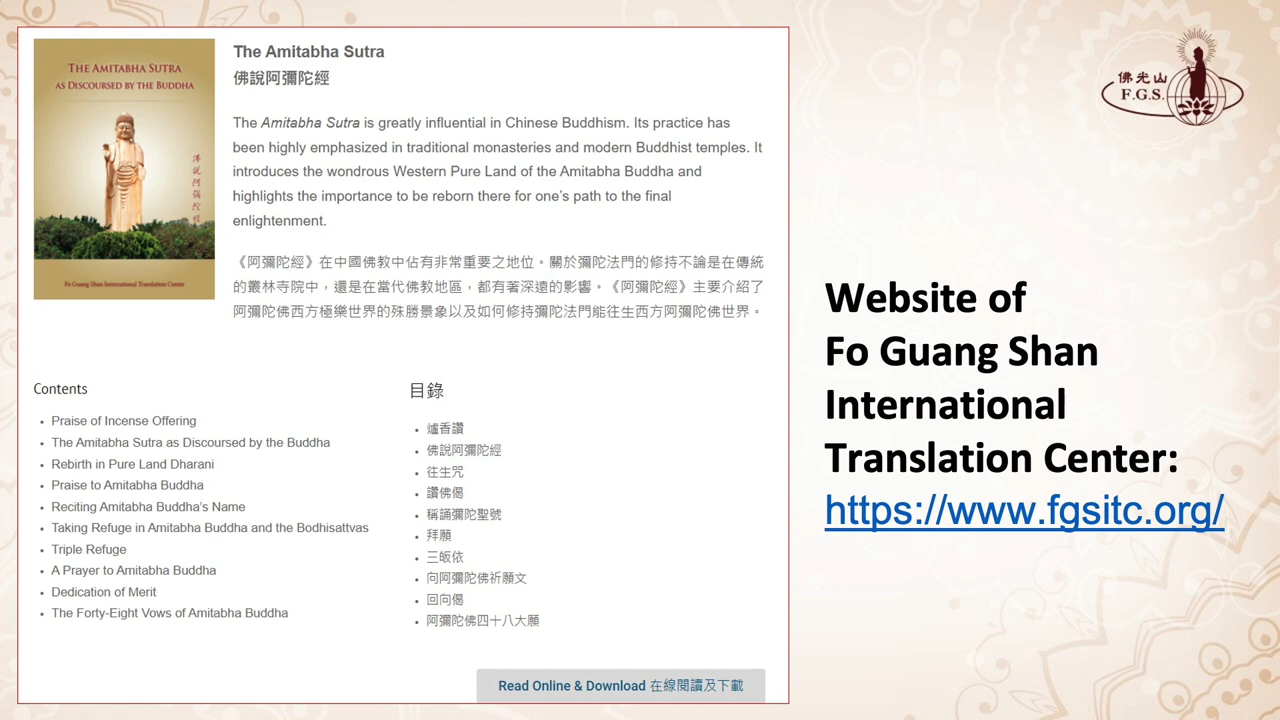 THE AMITABHA SUTRA
AS DISCOURSED BY THE BUDDHA
佛說阿彌陀經
Fo Guang Shan International Translation Center
The Amitabha Sutra
佛說阿彌陀經
The Amitabha Sutra is greatly influential in Chinese Buddhism. Its practice has
been highly emphasized in traditional monasteries and modern Buddhist temples. It
introduces the wondrous Western Pure Land of the Amitabha Buddha and
highlights the importance to be reborn there for one’s path to the final
enlightenment.
《阿彌陀經》在中國佛教中佔有非常重要之地位。關於彌陀法門的修持不論是在傳統
的叢林寺院中，還是在當代佛教地區，都有著深遠的影響。《阿彌陀經》主要介紹了
阿彌陀佛西方極樂世界的殊勝景象以及如何修持彌陀法門能往生西方阿彌陀佛世界。
Contents
• Praise of Incense Offering
• The Amitabha Sutra as Discoursed by the Buddha
• Rebirth in Pure Land Dharani
• Praise to Amitabha Buddha
• Reciting Amitabha Buddha’s Name
• Taking Refuge in Amitabha Buddha and the Bodhisattvas
• Triple Refuge
• A Prayer to Amitabha Buddha
• Dedication of Merit
• The Forty-Eight Vows of Amitabha Buddha
目錄
• 爐香讚
• 佛說阿彌陀經
• 往生咒
• 讚佛偈
• 稱誦彌陀聖號
• 拜願
• 三皈依
• 向阿彌陀佛祈願文
• 回向偈
• 阿彌陀佛四十八大願
Read Online & Download 在線閱讀及下載
佛光山
F.G.S.
Website of
Fo Guang Shan
International
Translation Center:
https://www.fgsitc.org/